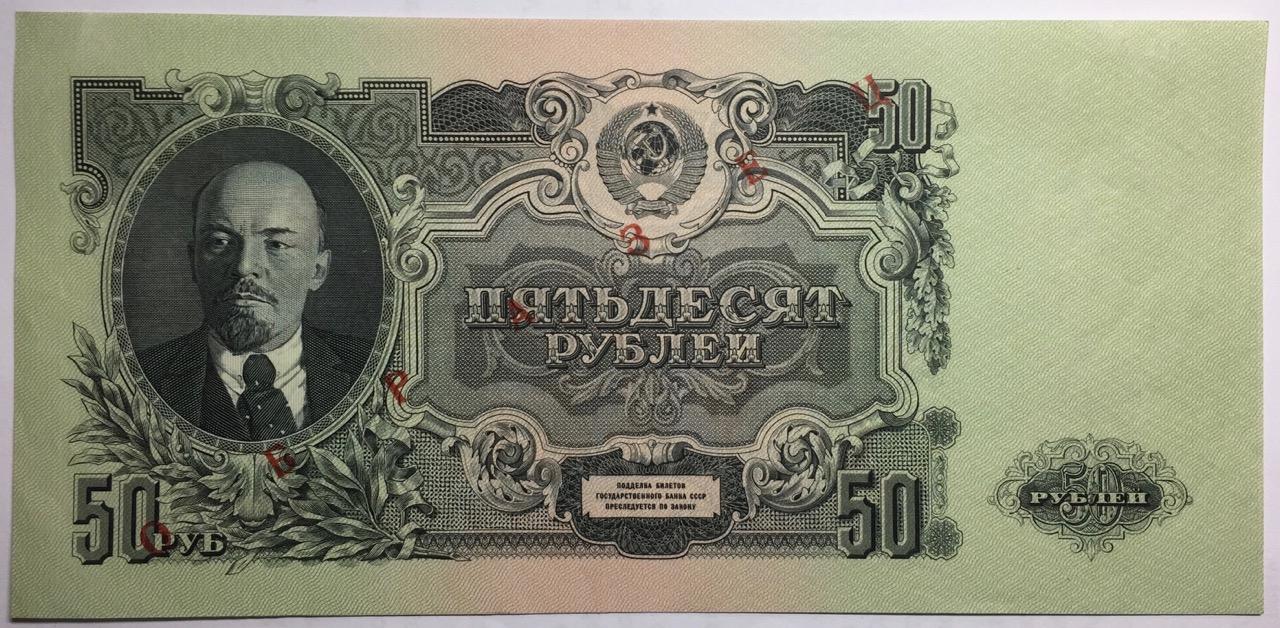 50
ПЯТЬДЕСЯТ
РУБЛЕЙ
50 РУБ
ПОДДЕЛКА БИЛЕТОВ
ГОСУДАРСТВЕННОГО БАНКА СССР
ПРЕСЛЕДУЕТСЯ ПО ЗАКОНУ
50
50
РУБЛЕЙ
ОБРАЗЕЦ